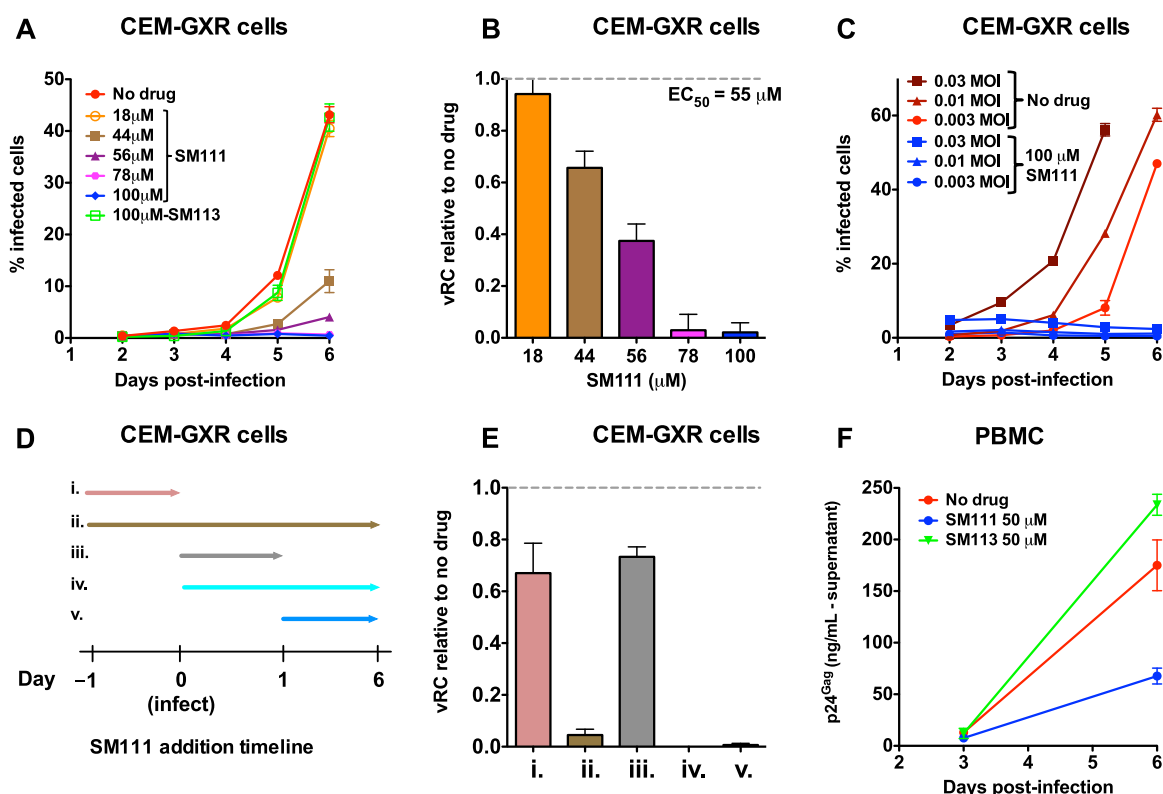 A
CEM-GXR cells
% infected cells
50
40
30
20
10
0
No drug
18μM
44μM
56μM
78μM
100μM
SM111
100μM-SM113
1 2 3 4 5 6
Days post-infection
B
CEM-GXR cells
vRC relative to no drug
1.0
0.8
0.6
0.4
0.2
0.0
EC50 = 55 μM
18 44 56 78 100
SM111 (μM)
C
CEM-GXR cells
% infected cells
60
40
20
0
0.03 MOI
0.01 MOI
0.003 MOI
No drug
0.03 MOI
0.01 MOI
0.003 MOI
100 μM
SM111
1 2 3 4 5 6
Days post-infection
D
CEM-GXR cells
i.
ii.
iii.
iv.
v.
Day −1 0 1 6
(infect)
SM111 addition timeline
E
CEM-GXR cells
vRC relative to no drug
1.0
0.8
0.6
0.4
0.2
0.0
i. ii. iii. iv. v.
F
PBMC
p24Gag (ng/mL - supernatant)
250
200
150
100
50
0
No drug
SM111 50 μM
SM113 50 μM
2 3 4 5 6
Days post-infection